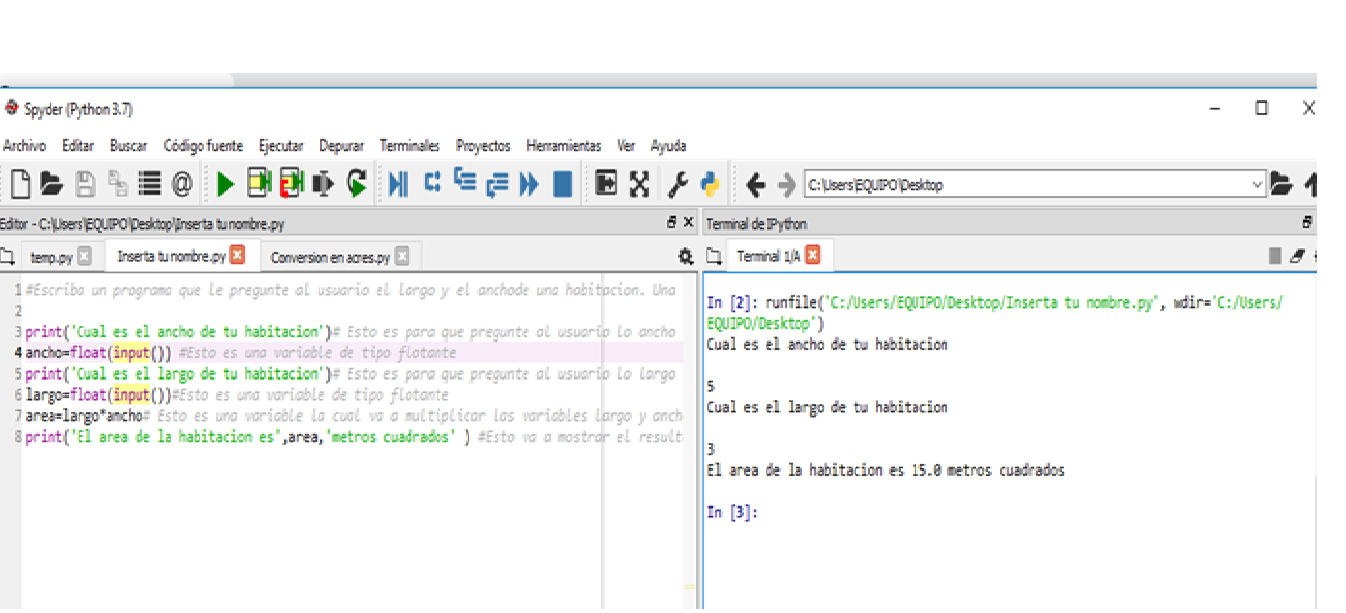 Spyder (Python 3.7)
Archivo Editar Buscar Código fuente Ejecutar Depurar Terminales Proyectos Herramientas Ver Ayuda
C:\Users\EQUIPO\Desktop
Editor - C:\Users\EQUIPO\Desktop\Inserta tu nombre.py
temp.py Inserta tu nombre.py Conversion en acres.py
1 #Escriba un programa que le pregunte al usuario el largo y el anchode una habitacion. Una
2
3 print('Cual es el ancho de tu habitacion')# Esto es para que pregunte al usuario lo ancho
4 ancho=float(input()) #Esto es una variable de tipo flotante
5 print('Cual es el largo de tu habitacion')# Esto es para que pregunte al usuario lo largo
6 largo=float(input())#Esto es una variable de tipo flotante
7 area=largo*ancho# Esto es una variable la cual va a multiplicar las variables largo y anch
8 print('El area de la habitacion es",area,'metros cuadrados' ) #Esto va a mostrar el result
Terminal de IPython
Terminal 1/A
In [2]: runfile('C:/Users/EQUIPO/Desktop/Inserta tu nombre.py', wdir='C:/Users/
EQUIPO/Desktop')
Cual es el ancho de tu habitacion
5
Cual es el largo de tu habitacion
3
El area de la habitacion es 15.0 metros cuadrados
In [3]: